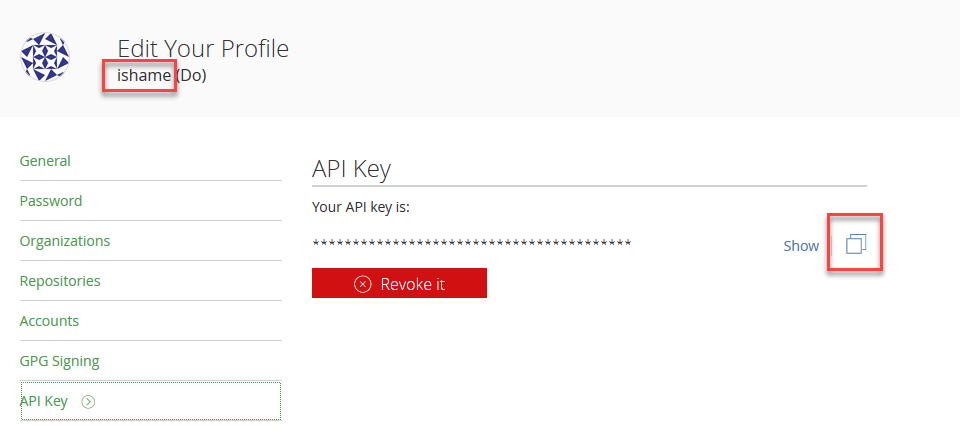 Edit Your Profile
ishame (Do)
General
Password
Organizations
Repositories
Accounts
GPG Signing
API Key
API Key
Your API key is:
****************************************
Show
Revoke it